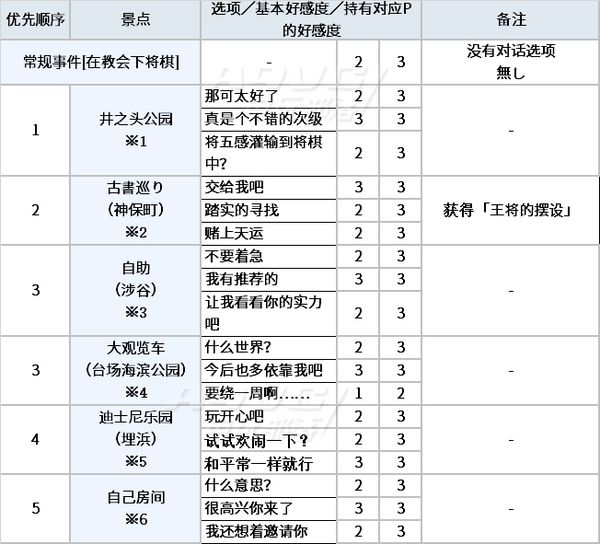 优先顺序 景点 选项／基本好感度／持有对应P的好感度 备注
常规事件[在教会下将棋] - 2 3 没有对话选项
無し
1 井之头公园
※1
那可太好了 2 3
真是个不错的次级 3 3
将五感灌输到将棋中? 2 3
-
2 古書巡り
（神保町）
※2
交给我吧 3 3
踏实的寻找 2 3
赌上天运 2 3
获得「王将的摆设」
3 自助
（涉谷）
※3
不要着急 2 3
我有推荐的 3 3
让我看看你的实力吧 2 3
-
3 大观览车
（台场海滨公园）
※4
什么世界? 2 3
今后也多依靠我吧 3 3
要绕一周啊…… 1 2
-
4 迪士尼乐园
（埋浜）
※5
玩开心吧 2 3
试试欢闹一下？ 2 3
和平常一样就行 3 3
-
5 自己房间
※6
什么意思? 2 3
很高兴你来了 3 3
我还想着邀请你 2 3
-